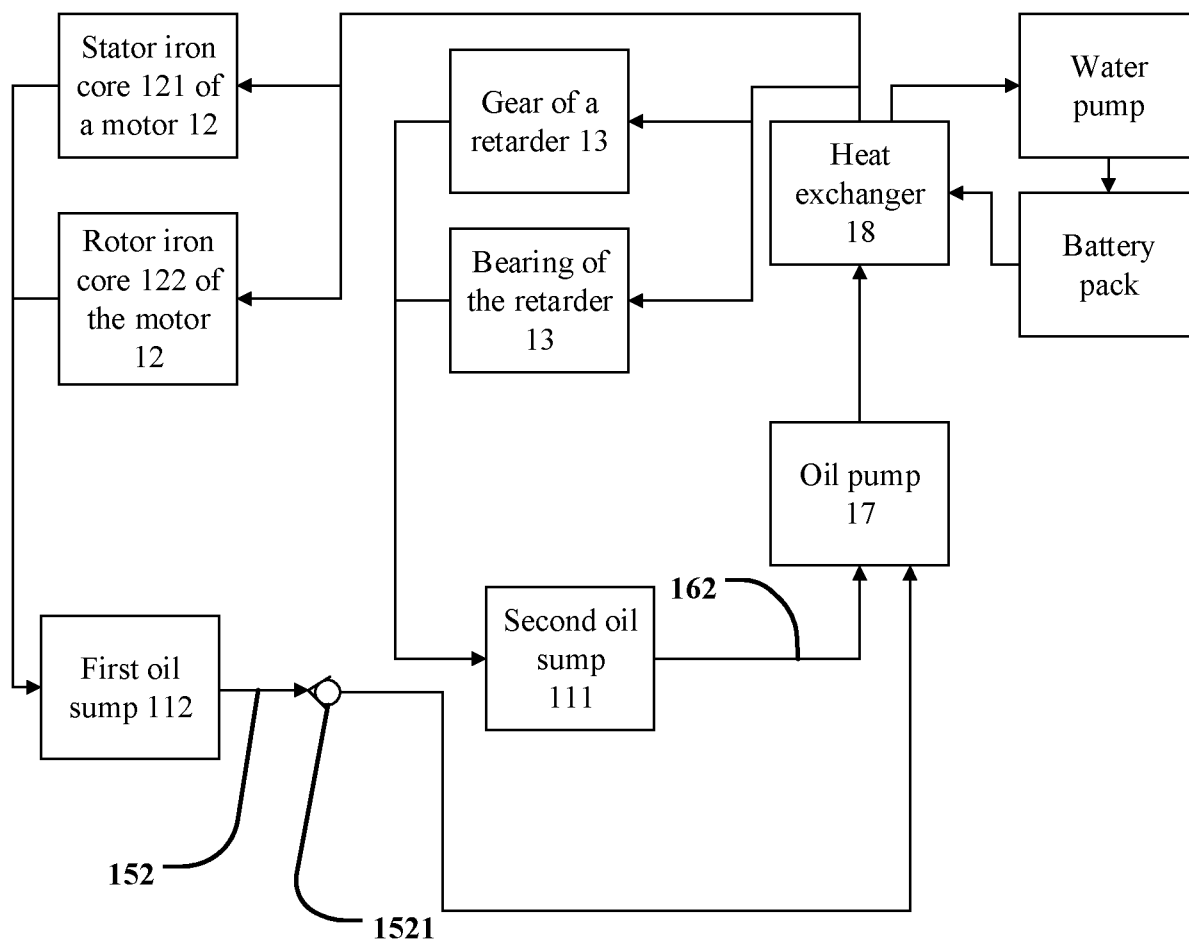 Stator iron
core 121 of
a motor 12
Rotor iron
core 122 of
the motor
12
Gear of a
retarder 13
Bearing of
the retarder
13
Heat
exchanger
18
Water
pump
Battery
pack
Oil pump
17
162
Second oil
sump
111
First oil
sump 112
152
1521